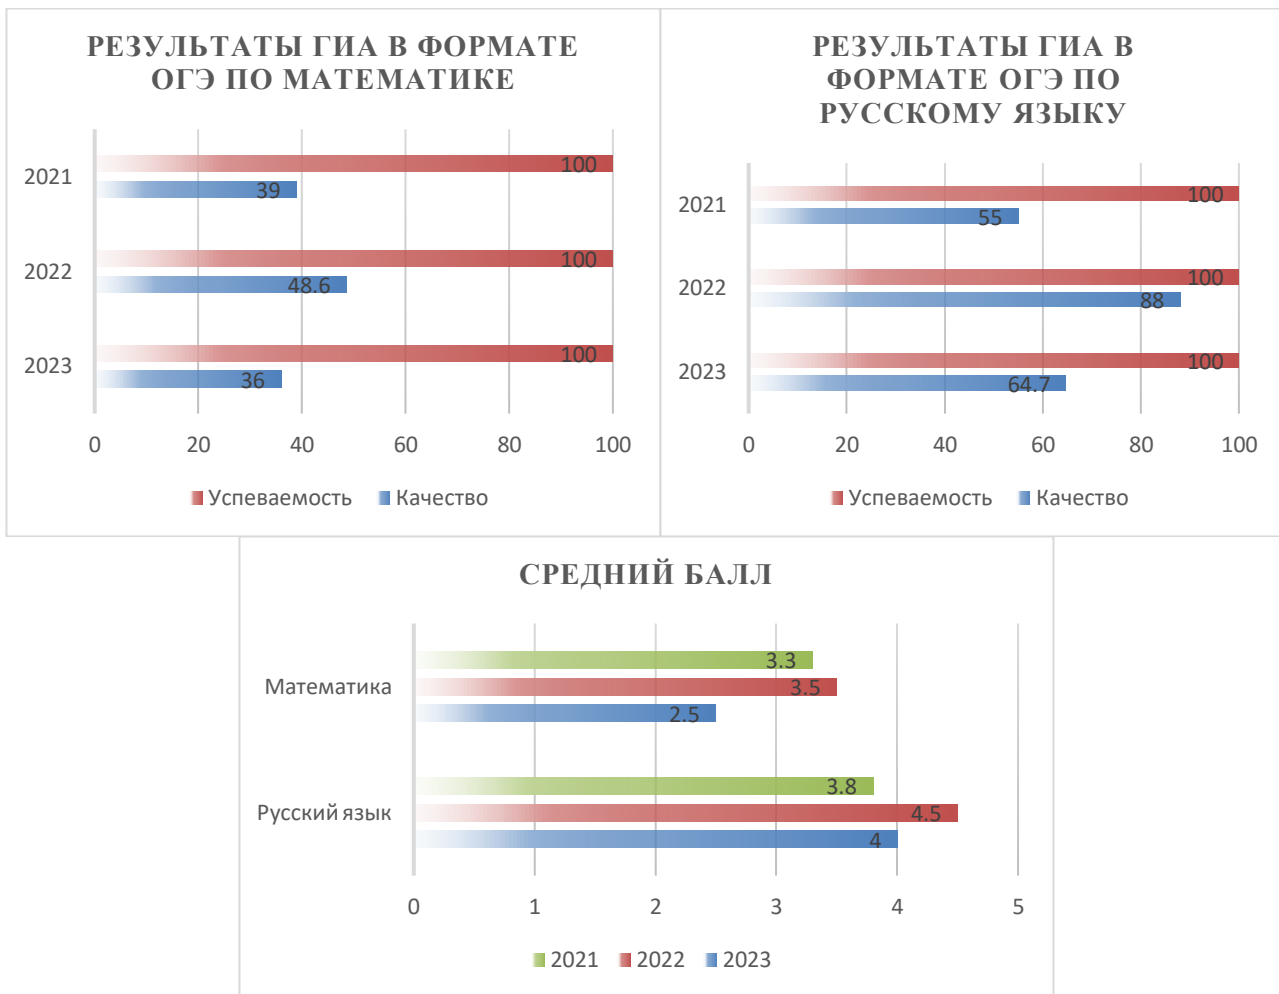 РЕЗУЛЬТАТЫ ГИА В ФОРМАТЕ
ОГЭ ПО МАТЕМАТИКЕ
2021
100
39
2022
100
48.6
2023
100
36
0 20 40 60 80 100
Успеваемость Качество
РЕЗУЛЬТАТЫ ГИА В
ФОРМАТЕ ОГЭ ПО
РУССКОМУ ЯЗЫКУ
2021
100
55
2022
100
88
2023
100
64.7
0 20 40 60 80 100
Успеваемость Качество
СРЕДНИЙ БАЛЛ
Математика
3.3
3.5
2.5
Русский язык
3.8
4.5
4
0 1 2 3 4 5
2021 2022 2023